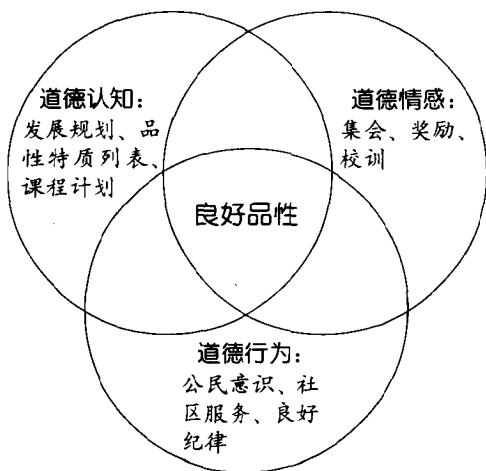 道德认知：
发展规划、品
性特质列表、
课程计划
道德情感：
集会、奖励、
校训
良好品性
道德行为：
公民意识、社
区服务、良好
纪律